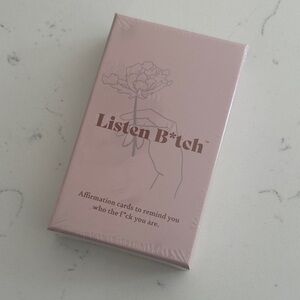 Listen B*tch™
Affirmation cards to remind you
who the f*ck you are.